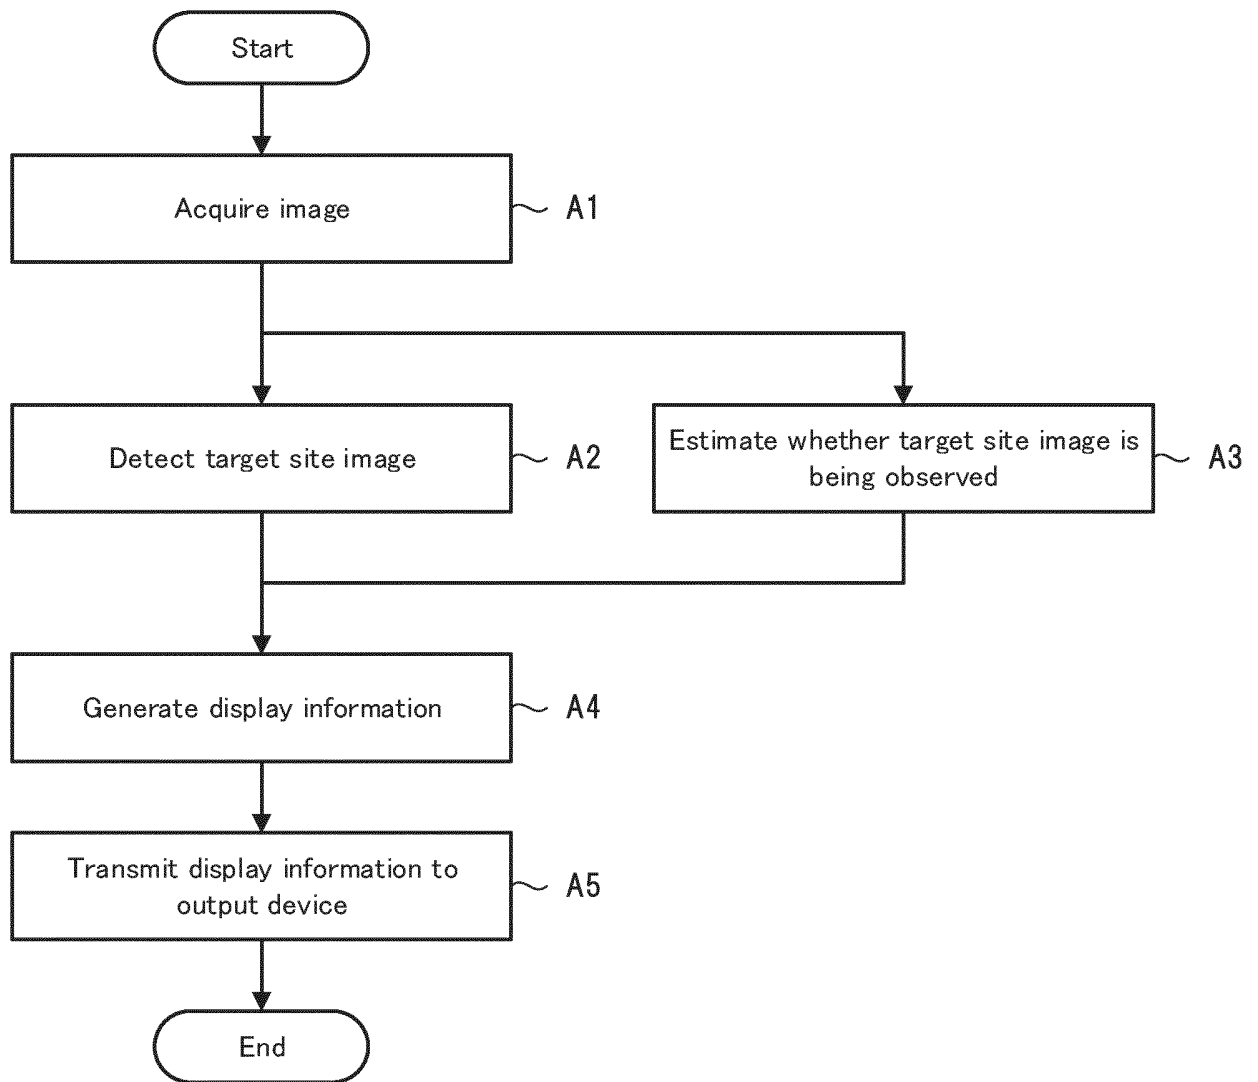 Start
Acquire image
A1
Detect target site image
A2
Estimate whether target site image is
being observed
A3
Generate display information
A4
Transmit display information to
output device
A5
End